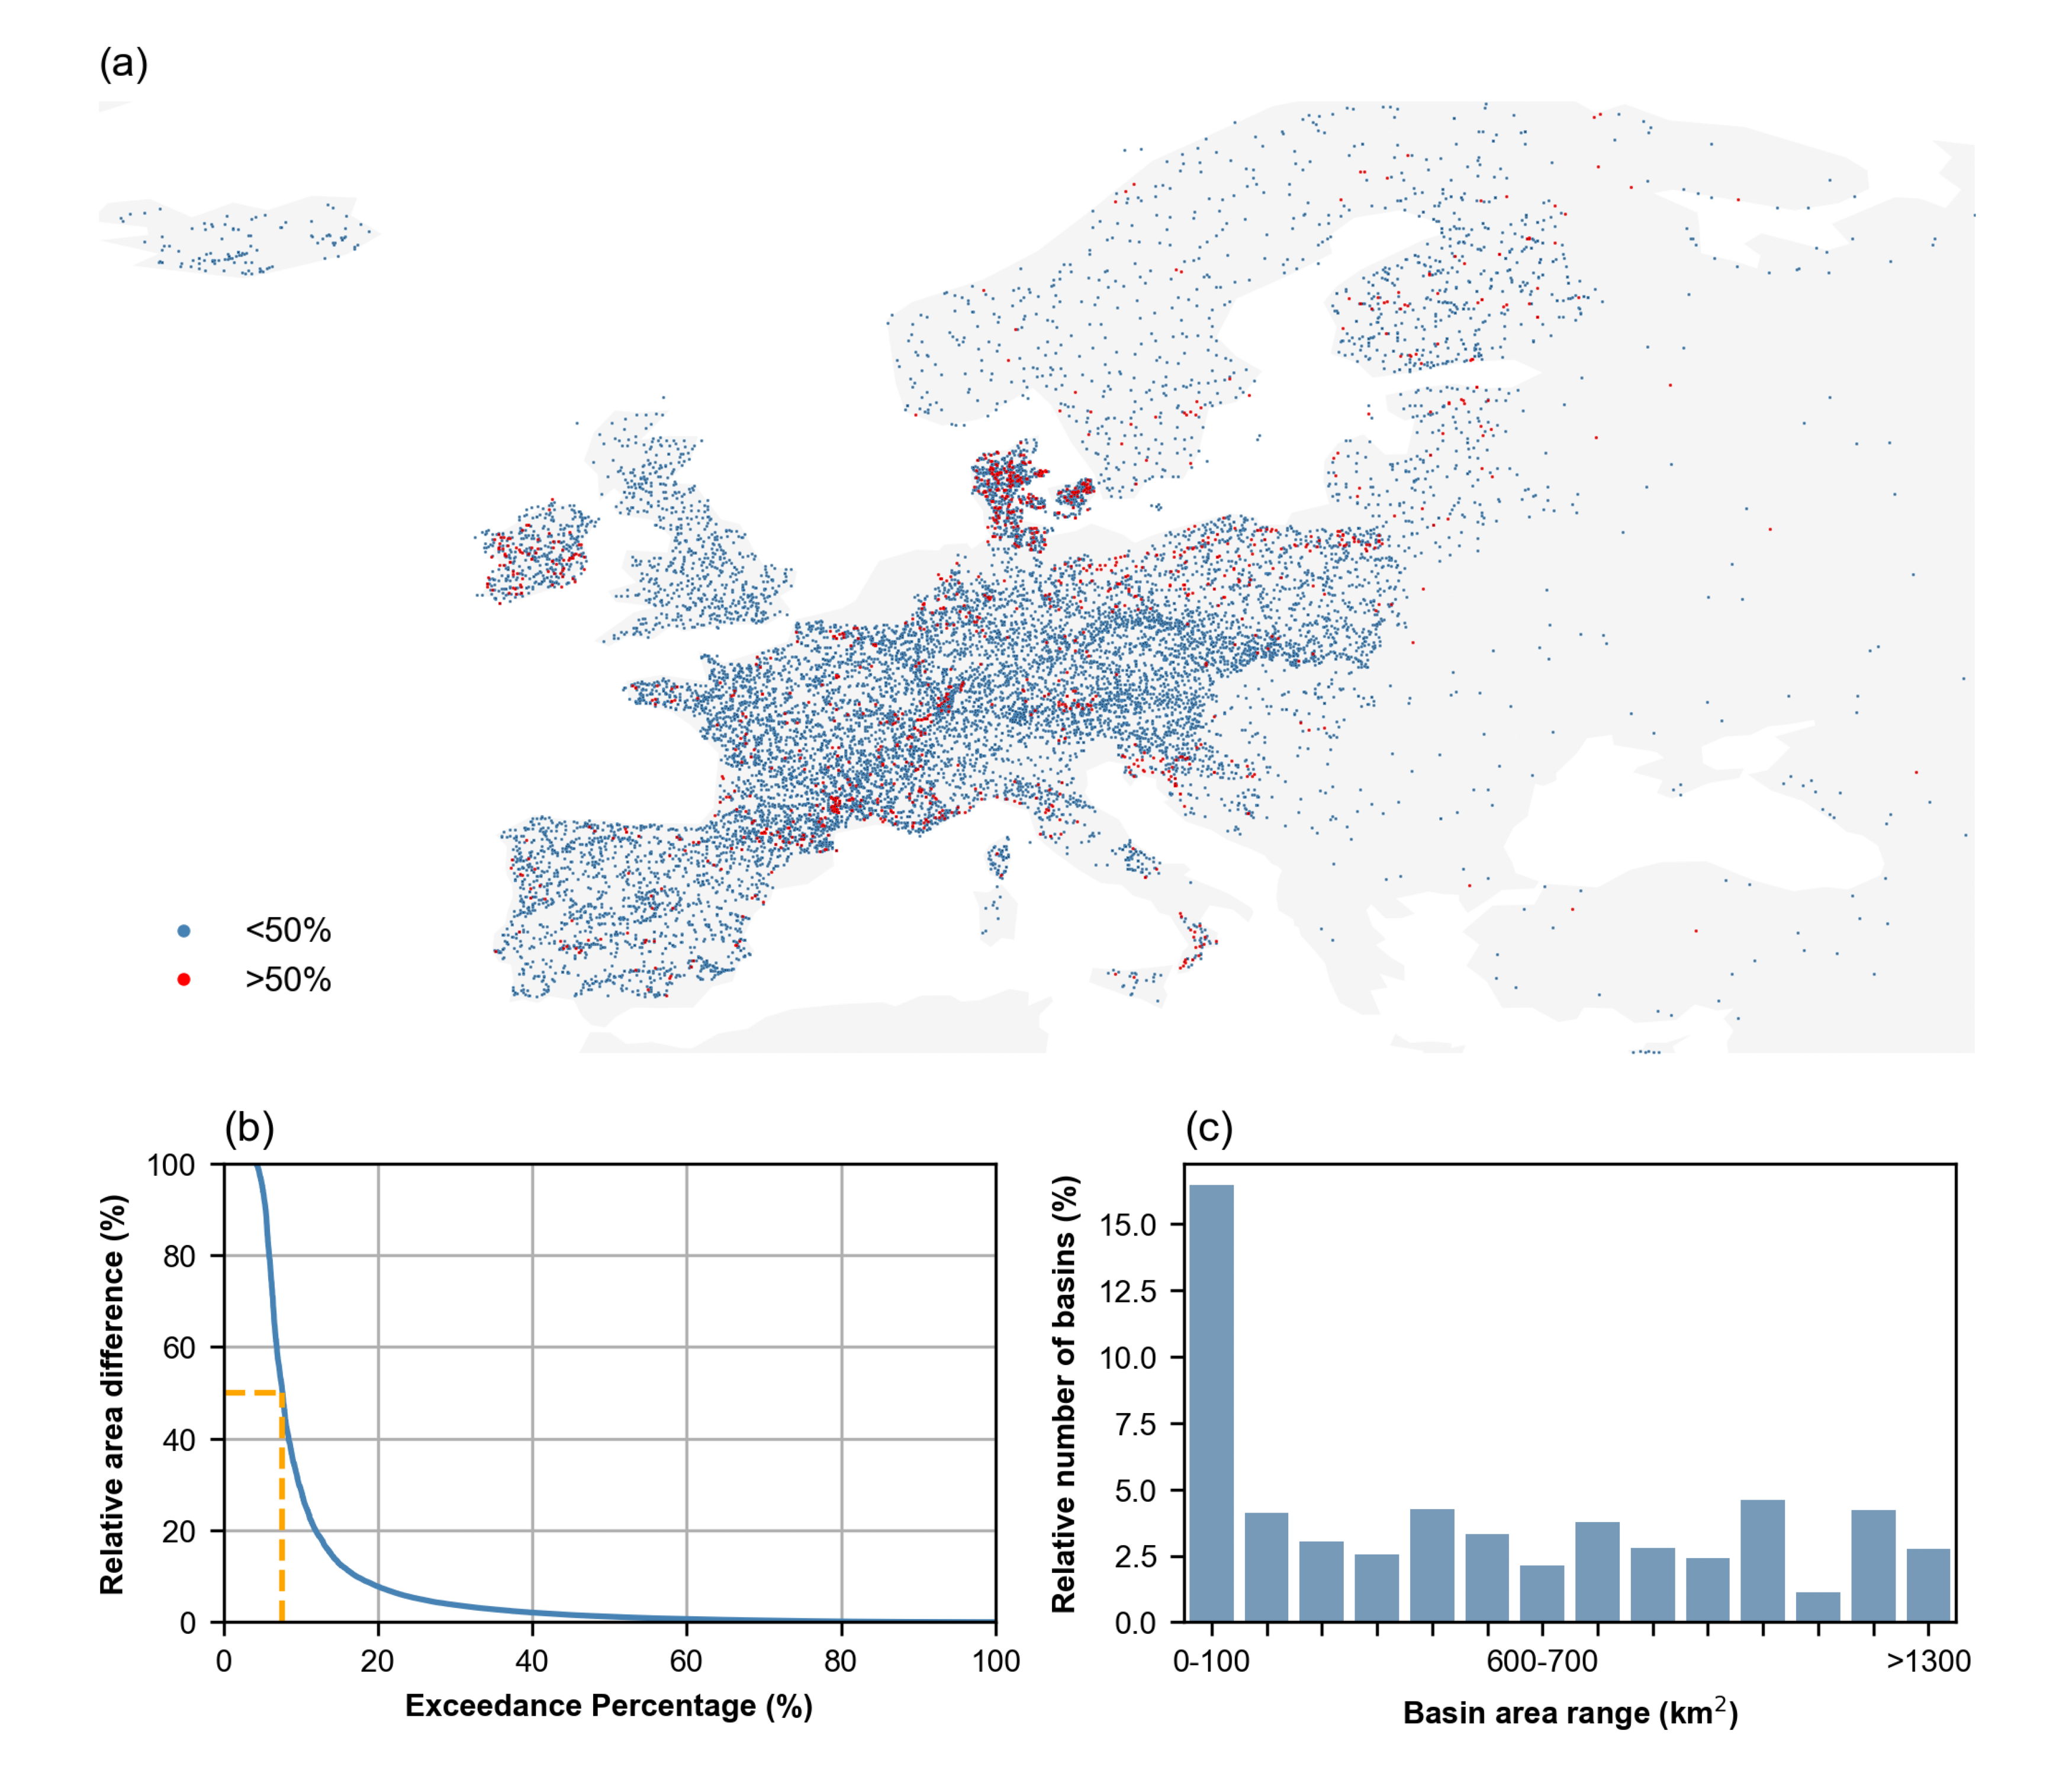 (a)
<50%
>50%
(b)
Relative area difference (%)
100
80
60
40
20
0
0 20 40 60 80 100
Exceedance Percentage (%)
(c)
Relative number of basins (%)
15.0
12.5
10.0
7.5
5.0
2.5
0.0
0-100 600-700 >1300
Basin area range (km²)